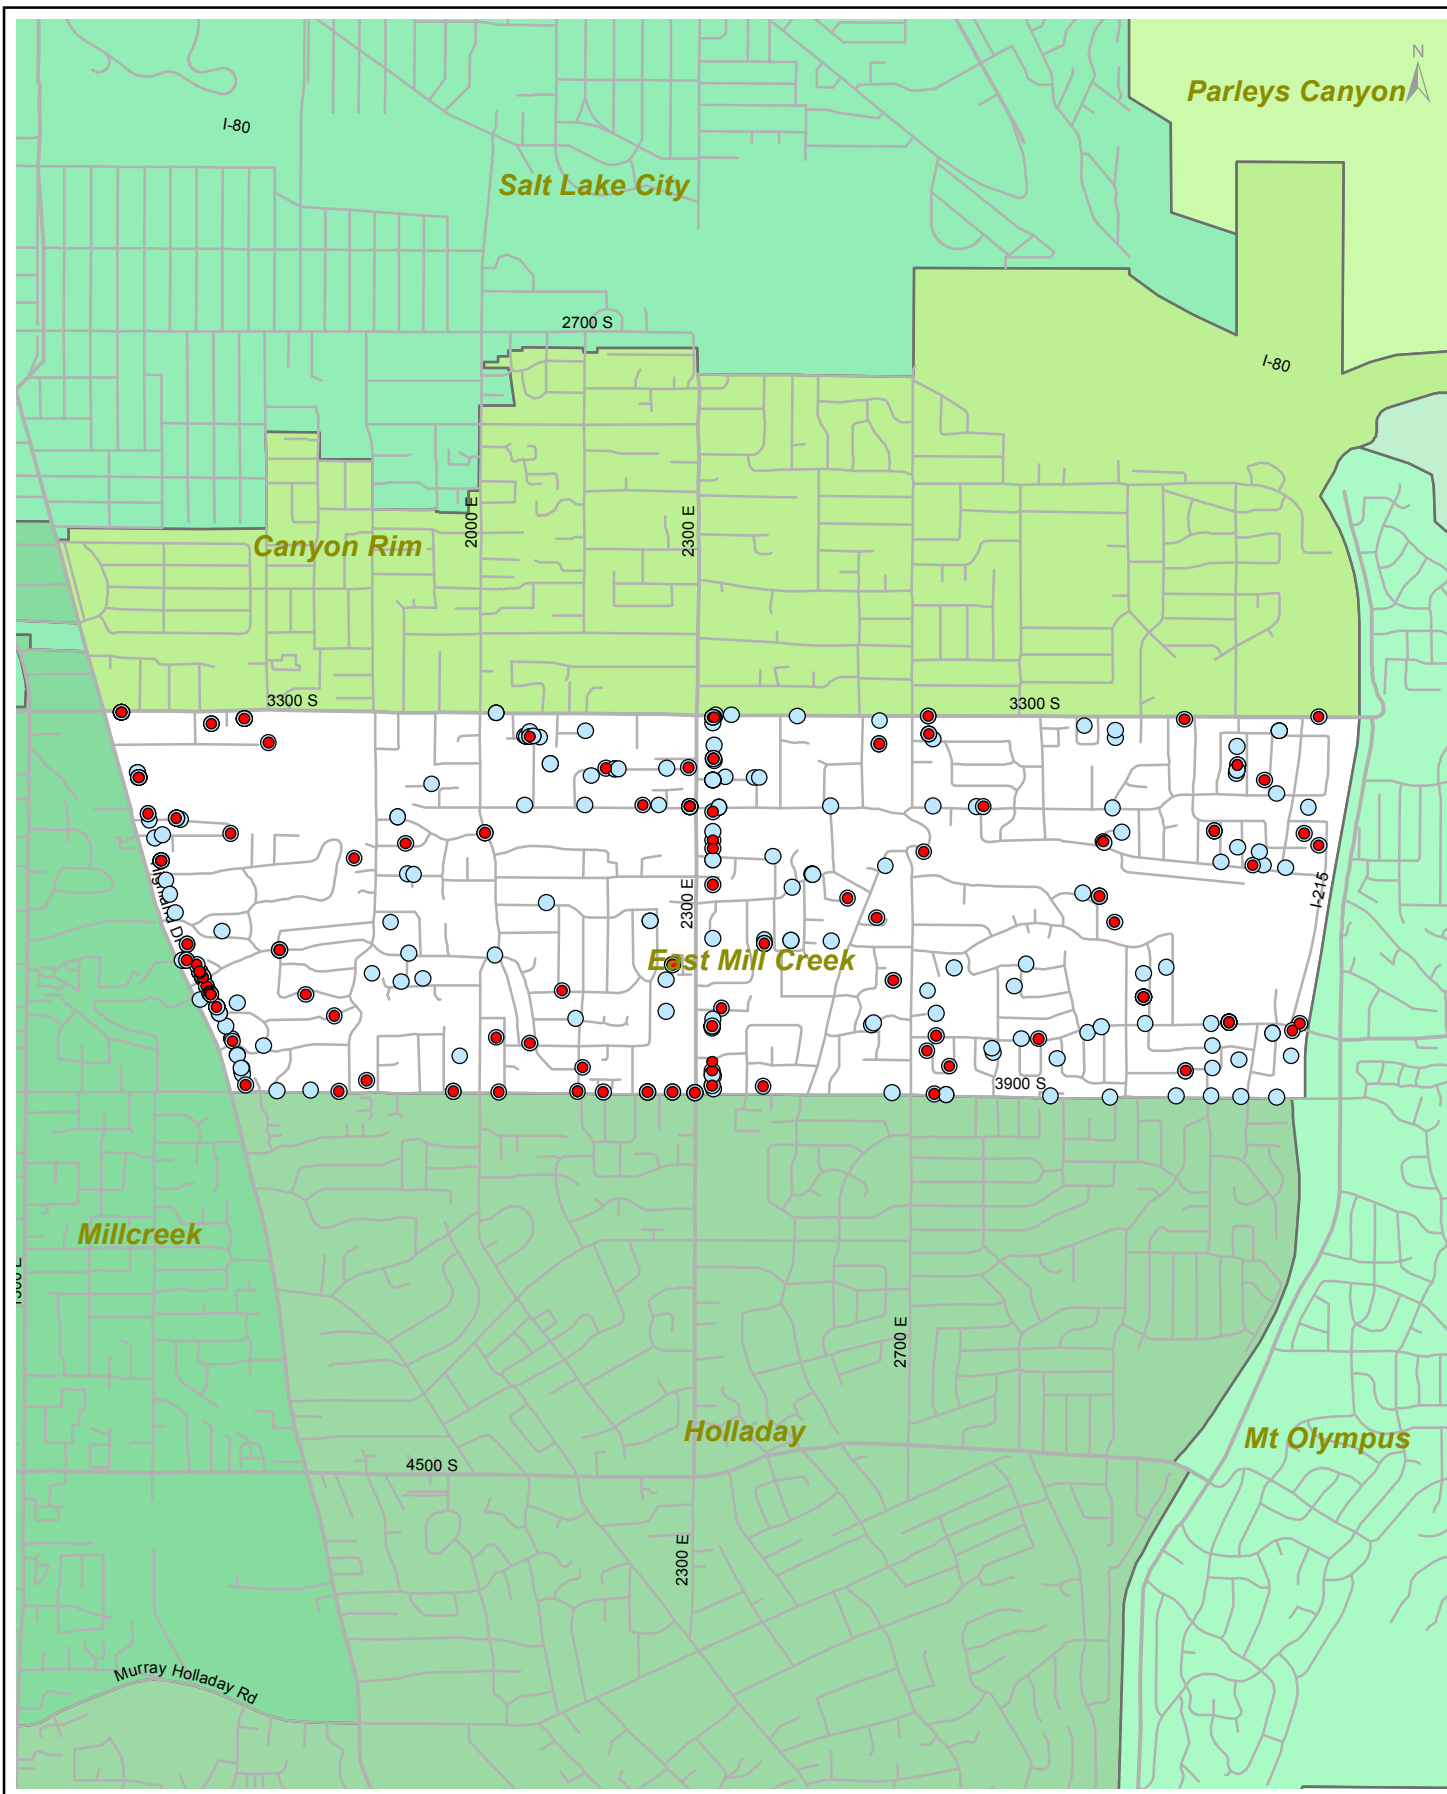 N
Parleys Canyon
I-80
Salt Lake City
2700 S
I-80
2000 E
2300 E
Canyon Rim
3300 S
3300 S
I-215
2300 E
East Mill Creek
3900 S
Millcreek
2700 E
Holladay
Mt Olympus
4500 S
2300 E
Murray Holladay Rd